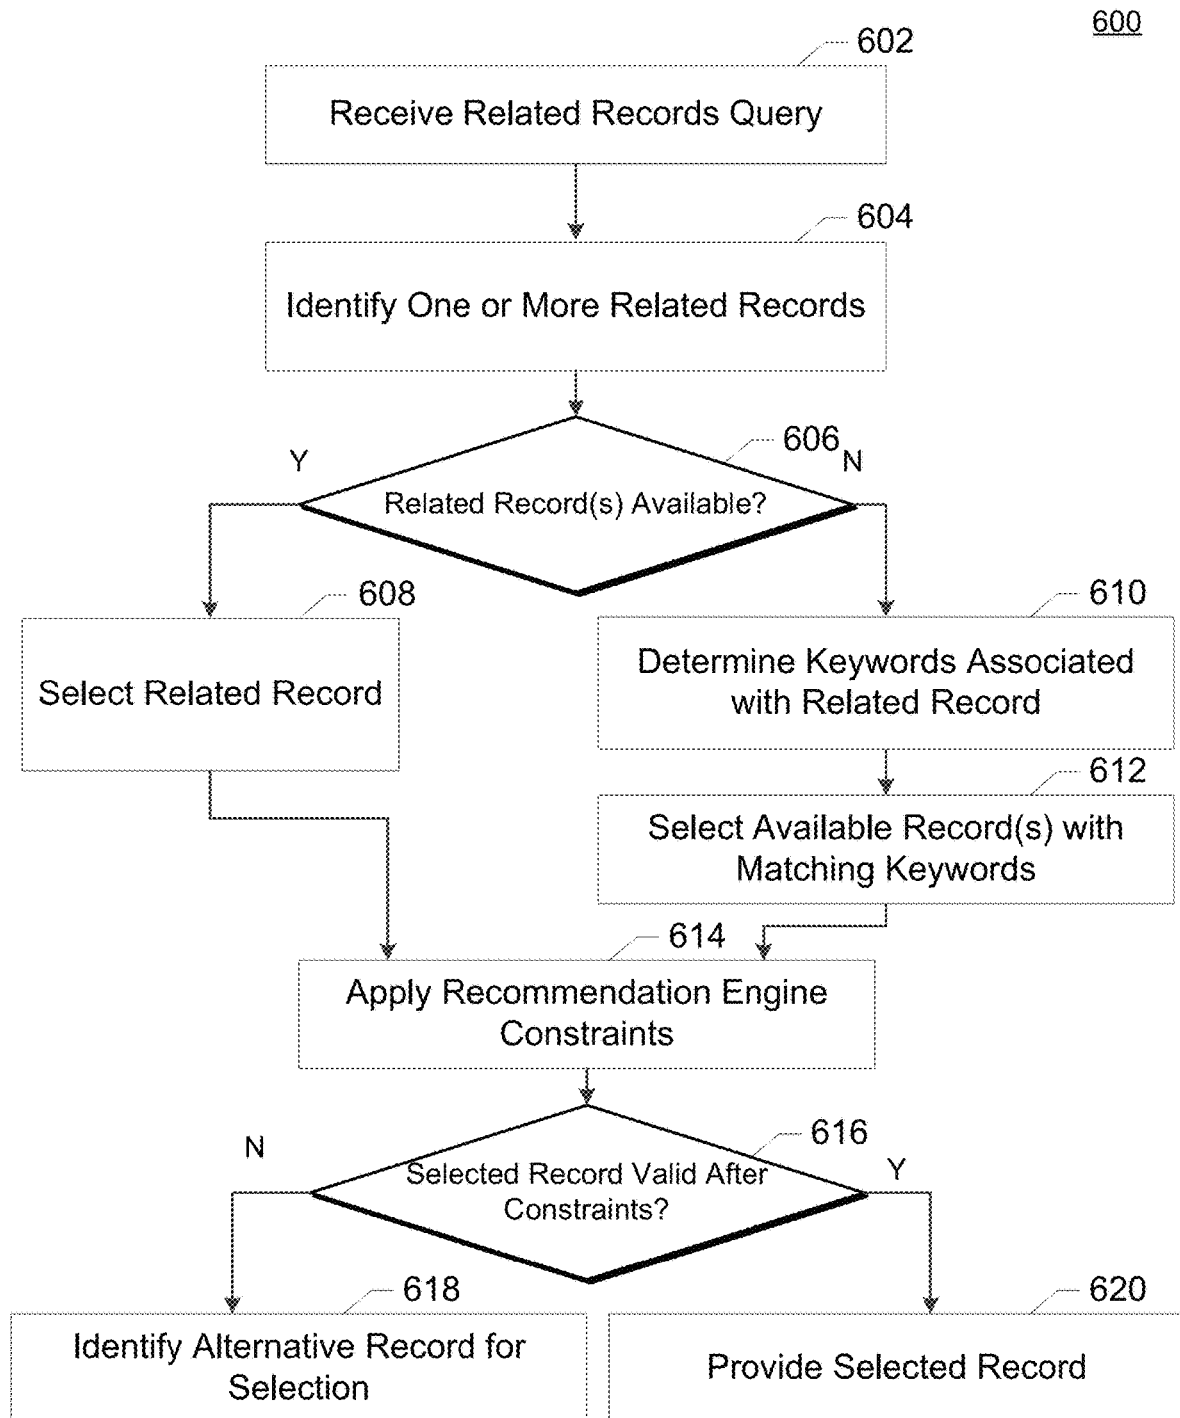 600
602
Receive Related Records Query
604
Identify One or More Related Records
606
Y
N
Related Record(s) Available?
608
610
Select Related Record
Determine Keywords Associated
with Related Record
612
Select Available Record(s) with
Matching Keywords
614
Apply Recommendation Engine
Constraints
616
N
Y
Selected Record Valid After
Constraints?
618
620
Identify Alternative Record for
Selection
Provide Selected Record